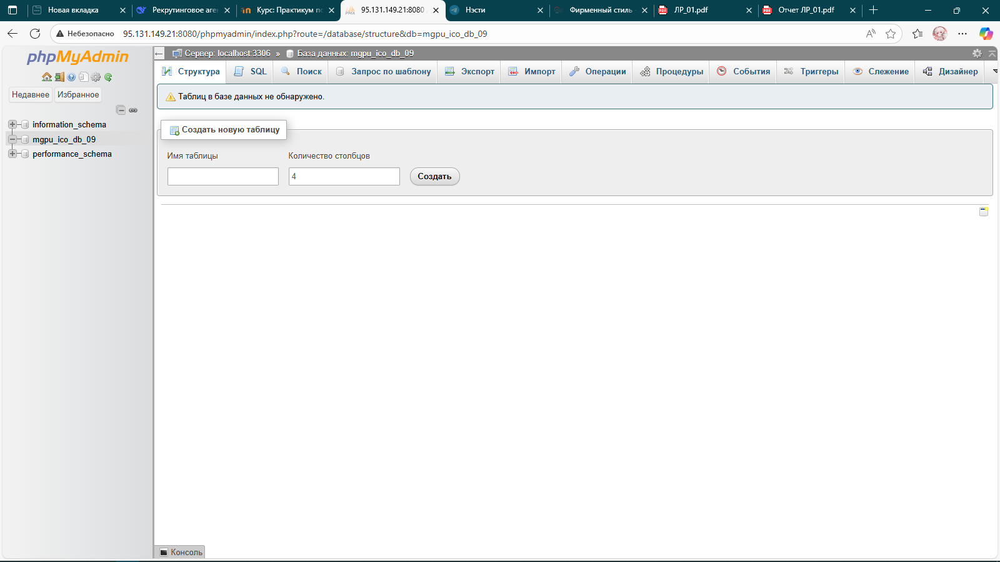 Новая вкладка
Рекрутинговое аге
Курс: Практикум по
95.131.149.21:8080
Нэсти
Фирменный стиль
ЛР_01.pdf
Отчет ЛР_01.pdf
Небезопасно
95.131.149.21:8080/phpmyadmin/index.php?route=/database/structure&db=mgpu_ico_db_09
phpMyAdmin
Недавнее
Избранное
information_schema
mgpu_ico_db_09
performance_schema
Сервер: localhost:3306 » База данных: mgpu_ico_db_09
Структура
SQL
Поиск
Запрос по шаблону
Экспорт
Импорт
Операции
Процедуры
События
Триггеры
Слежение
Дизайнер
Таблиц в базе данных не обнаружено.
Создать новую таблицу
Имя таблицы
Количество столбцов
4
Создать
Консоль